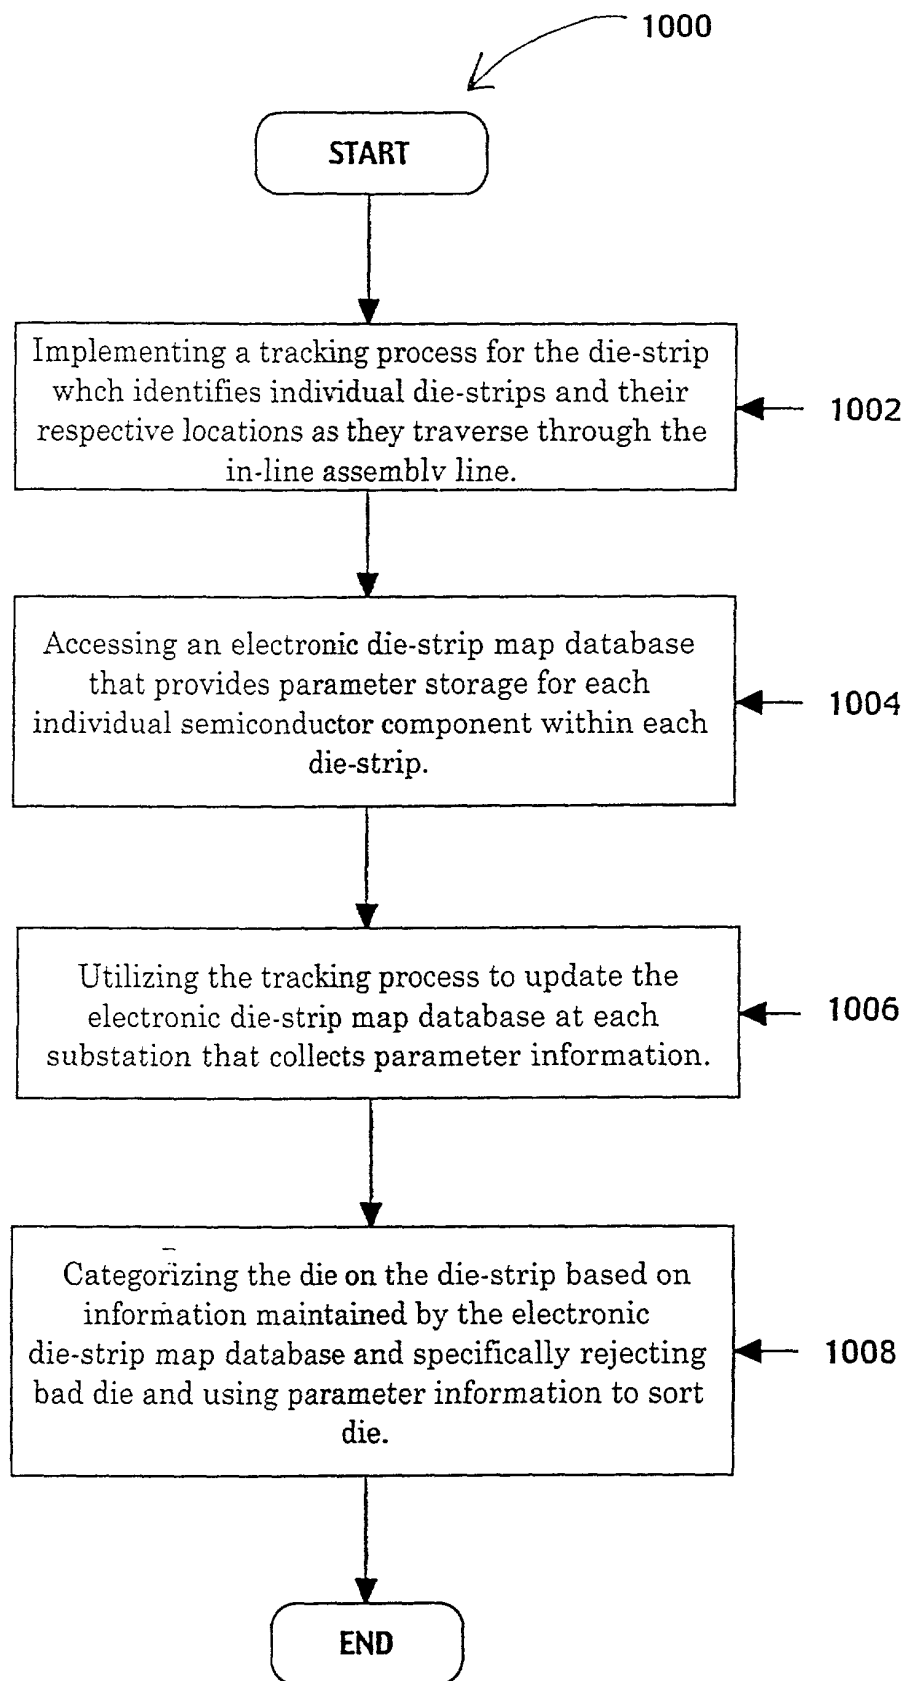 1000
START
Implementing a tracking process for the die-strip
whch identifies individual die-strips and their
respective locations as they traverse through the
in-line assembly line.
1002
Accessing an electronic die-strip map database
that provides parameter storage for each
individual semiconductor component within each
die-strip.
1004
Utilizing the tracking process to update the
electronic die-strip map database at each
substation that collects parameter information.
1006
Categorizing the die on the die-strip based on
information maintained by the electronic
die-strip map database and specifically rejecting
bad die and using parameter information to sort
die.
1008
END